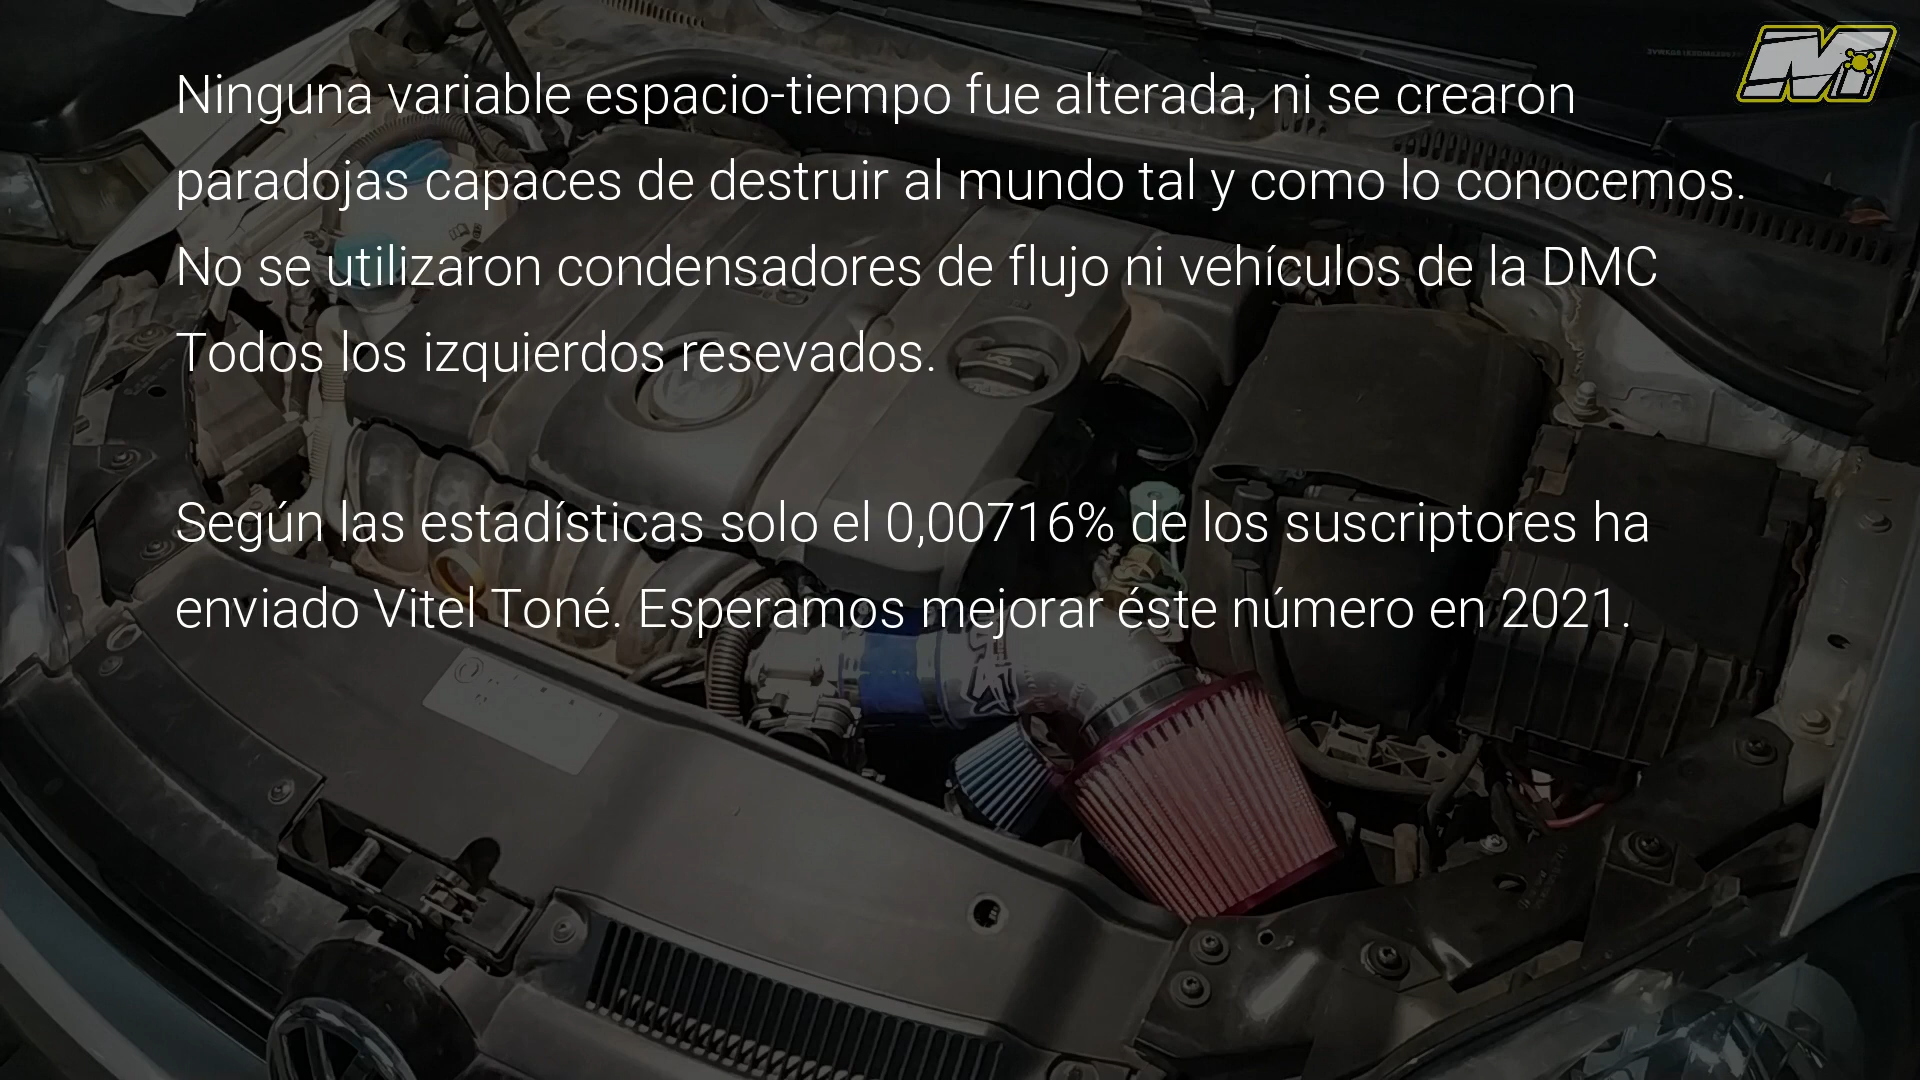 Ninguna variable espacio-tiempo fue alterada, ni se crearon
paradojas capaces de destruir al mundo tal y como lo conocemos.
No se utilizaron condensadores de flujo ni vehículos de la DMC
Todos los izquierdos resevados.
Según las estadísticas solo el 0,00716% de los suscriptores ha
enviado Vitel Toné. Esperamos mejorar éste número en 2021.